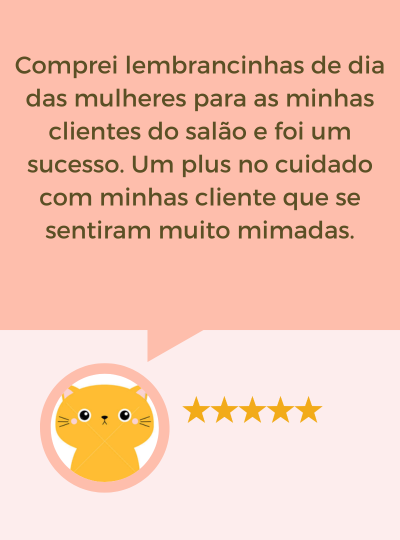 Comprei lembrancinhas de dia
das mulheres para as minhas
clientes do salão e foi um
sucesso. Um plus no cuidado
com minhas cliente que se
sentiram muito mimadas.